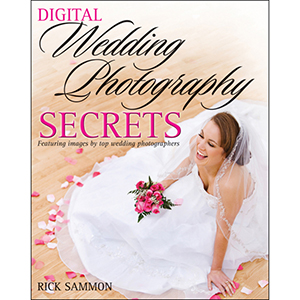 DIGITAL
Wedding
Photography
SECRETS
Featuring images by top wedding photographers
RICK SAMMON